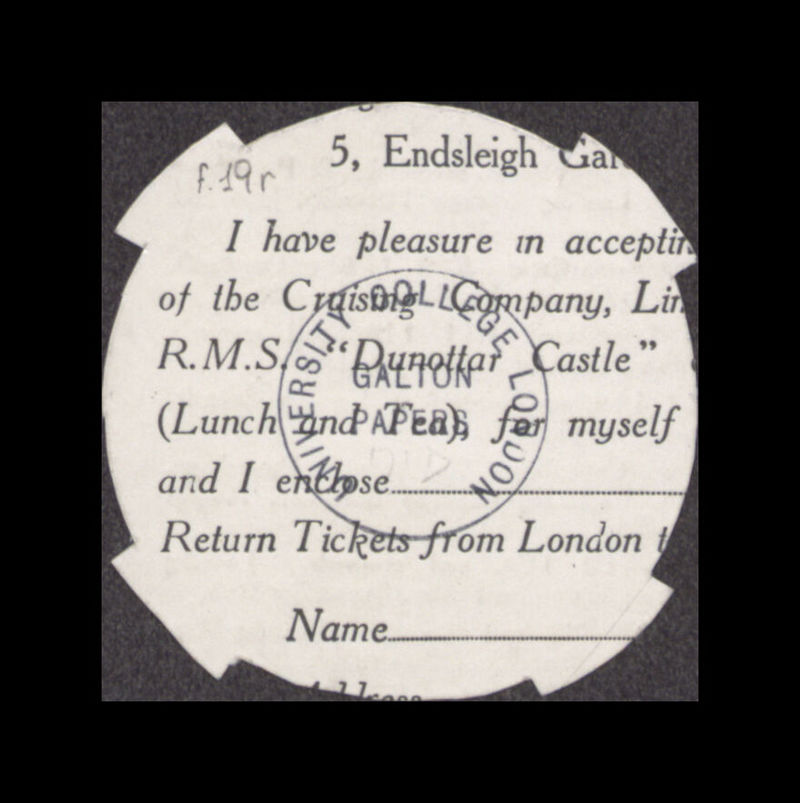 5, Endsleigh
f.19r
I have pleasure in
of the Cruising Company,
R.M.S. "Dunottar Castle"
(Lunch and Tea), for myself
and I enclose
Return Tickets from London
Name
UNIVERSITY COLLEGE LONDON
GALTON
PAPERS